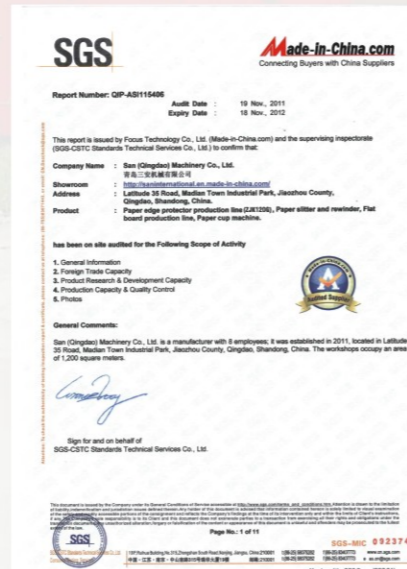 SGS
Made-in-China.com
Connecting Buyers with China Suppliers
Report Number: QIP-ASI115406
Audit Date : 19 Nov., 2011
Expiry Date : 18 Nov., 2012
This report is issued by Focus Technology Co., Ltd. (Made-in-China.com) and the supervising inspectorate
(SGS-CSTC Standards Technical Services Co., Ltd.) to confirm that:
Company Name : San (Qingdao) Machinery Co., Ltd.
青岛三安机械有限公司
Showroom : http://saninternational.en.made-in-china.com/
Address : Latitude 35 Road, Madian Town Industrial Park, Jiaozhou County,
Qingdao, Shandong, China.
Product : Paper edge protector production line (ZJK1206), Paper slitter and rewinder, Flat
board production line, Paper cup machine.
has been on site audited for the Following Scope of Activity
1. General Information
2. Foreign Trade Capacity
3. Product Research & Development Capacity
4. Production Capacity & Quality Control
5. Photos
Audited Supplier
General Comments:
San (Qingdao) Machinery Co., Ltd. is a manufacturer with 8 employees; it was established in 2011, located in Latitude
35 Road, Madian Town Industrial Park, Jiaozhou County, Qingdao, Shandong, China. The workshops occupy an area
of 1,200 square meters.
Sign for and on behalf of
SGS-CSTC Standards Technical Services Co., Ltd.
Page No.: 1 of 11
SGS
SGS-MIC 092374